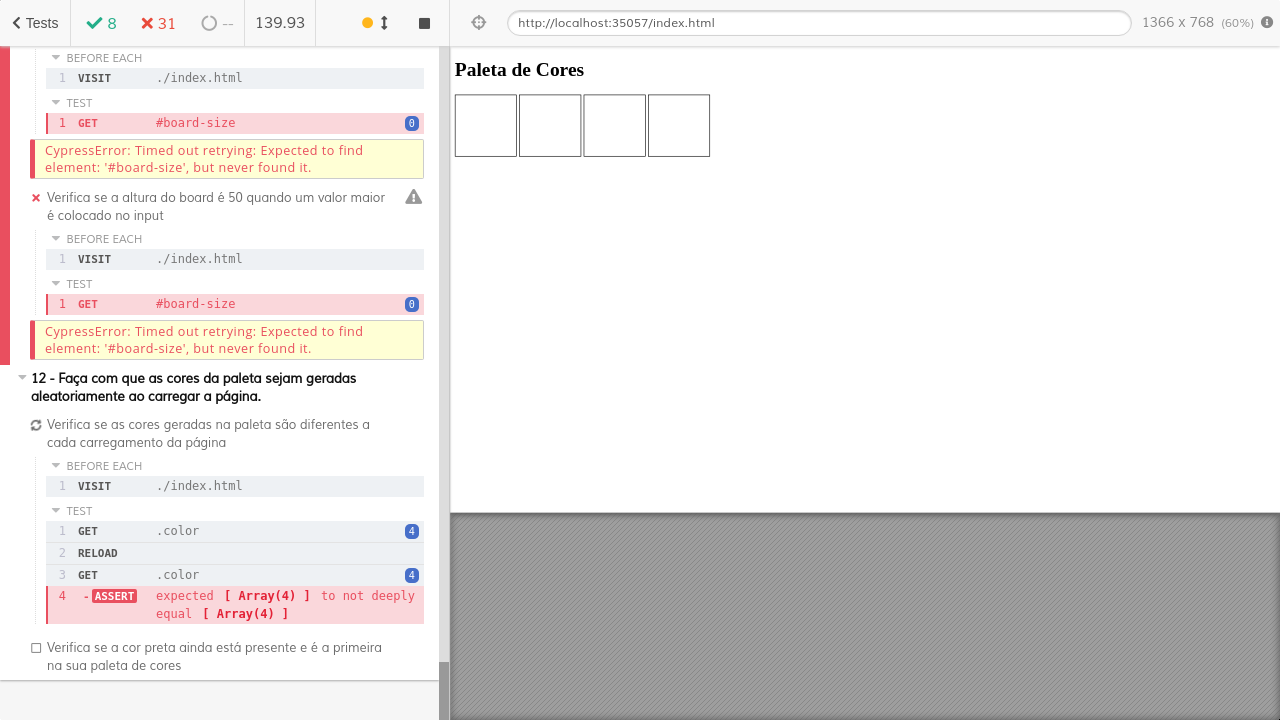 Tests 8 31 -- 139.93 http://localhost:35057/index.html 1366 x 768 (60%)
BEFORE EACH
1 VISIT ./index.html
TEST
1 GET #board-size 0
CypressError: Timed out retrying: Expected to find
element: '#board-size', but never found it.
Verifica se a altura do board é 50 quando um valor maior
é colocado no input
BEFORE EACH
1 VISIT ./index.html
TEST
1 GET #board-size 0
CypressError: Timed out retrying: Expected to find
element: '#board-size', but never found it.
12 - Faça com que as cores da paleta sejam geradas
aleatoriamente ao carregar a página.
Verifica se as cores geradas na paleta são diferentes a
cada carregamento da página
BEFORE EACH
1 VISIT ./index.html
TEST
1 GET .color 4
2 RELOAD
3 GET .color 4
4 -ASSERT expected [ Array(4) ] to not deeply
equal [ Array(4) ]
Verifica se a cor preta ainda está presente e é a primeira
na sua paleta de cores
Paleta de Cores